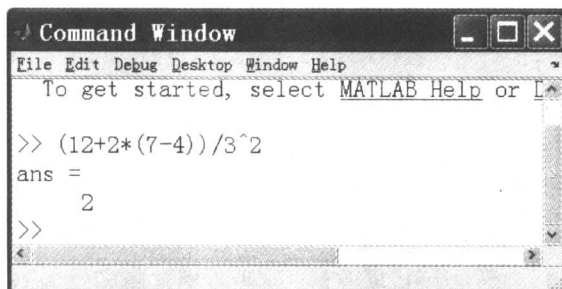 Command Window
File Edit Debug Desktop Window Help
To get started, select MATLAB Help or
>> (12+2*(7-4))/3^2
ans =
2
>>